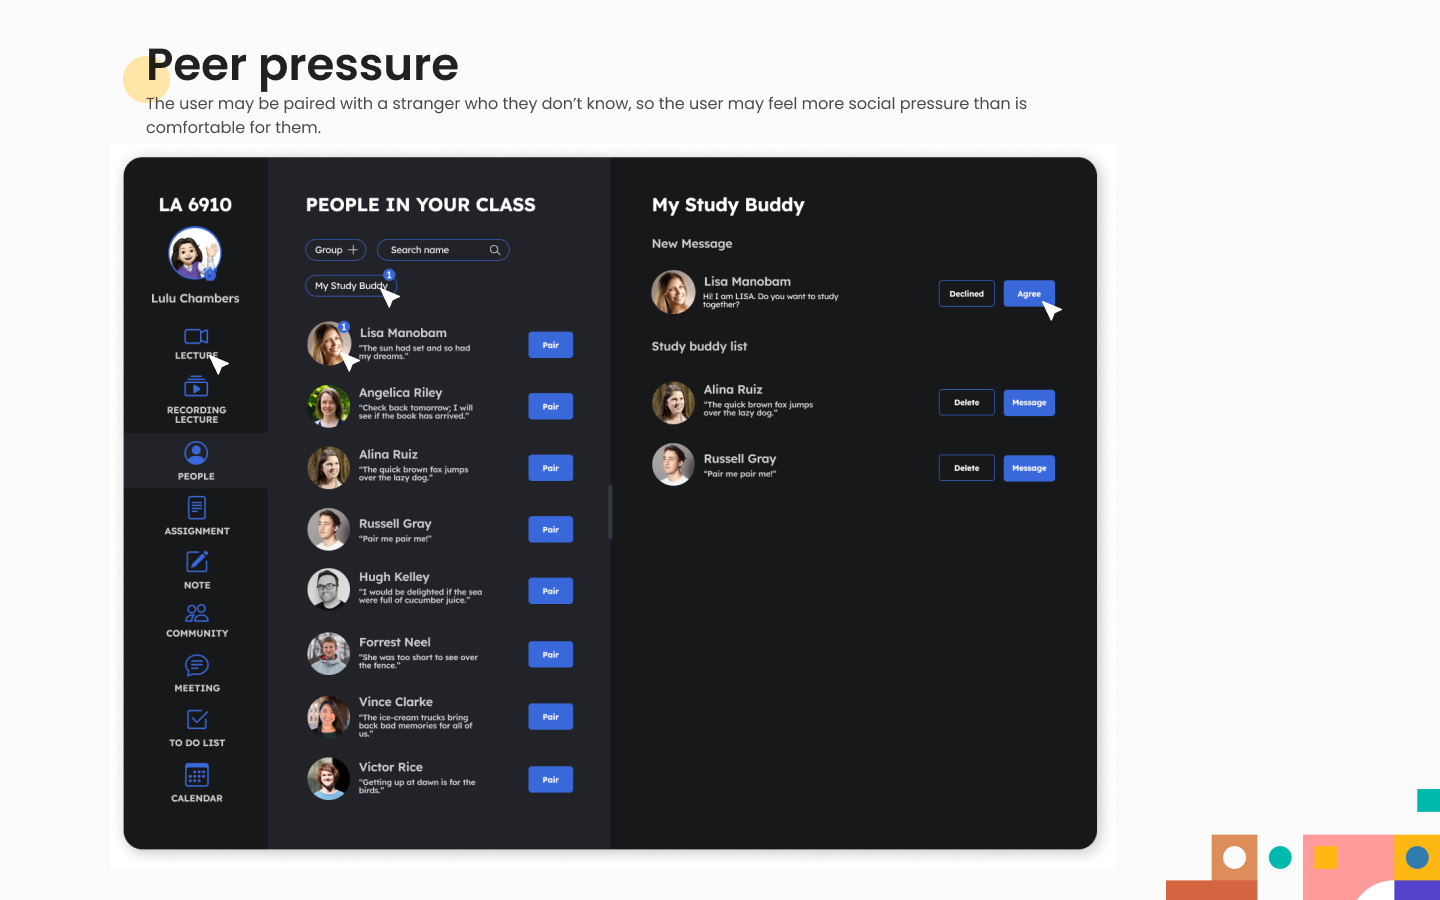 Peer pressure
The user may be paired with a stranger who they don’t know, so the user may feel more social pressure than is
comfortable for them.
LA 6910
Lulu Chambers
LECTURE
RECORDING
LECTURE
PEOPLE
ASSIGNMENT
NOTE
COMMUNITY
MEETING
TO DO LIST
CALENDAR
PEOPLE IN YOUR CLASS
Group
Search name
My Study Buddy
1
1
Lisa Manobam
“The sun had set and so had
my dreams.”
Pair
Angelica Riley
“Check back tomorrow; I will
see if the book has arrived.”
Pair
Alina Ruiz
“The quick brown fox jumps
over the lazy dog.”
Pair
Russell Gray
“Pair me pair me!”
Pair
Hugh Kelley
“I would be delighted if the sea
were full of cucumber juice.”
Pair
Forrest Neel
“She was too short to see over
the fence.”
Pair
Vince Clarke
“The ice-cream trucks bring
back bad memories for all of
us.”
Pair
Victor Rice
“Getting up at dawn is for the
birds.”
Pair
My Study Buddy
New Message
Lisa Manobam
Hi! I am LISA. Do you want to study
together?
Declined
Agree
Study buddy list
Alina Ruiz
“The quick brown fox jumps
over the lazy dog.”
Delete
Message
Russell Gray
“Pair me pair me!”
Delete
Message